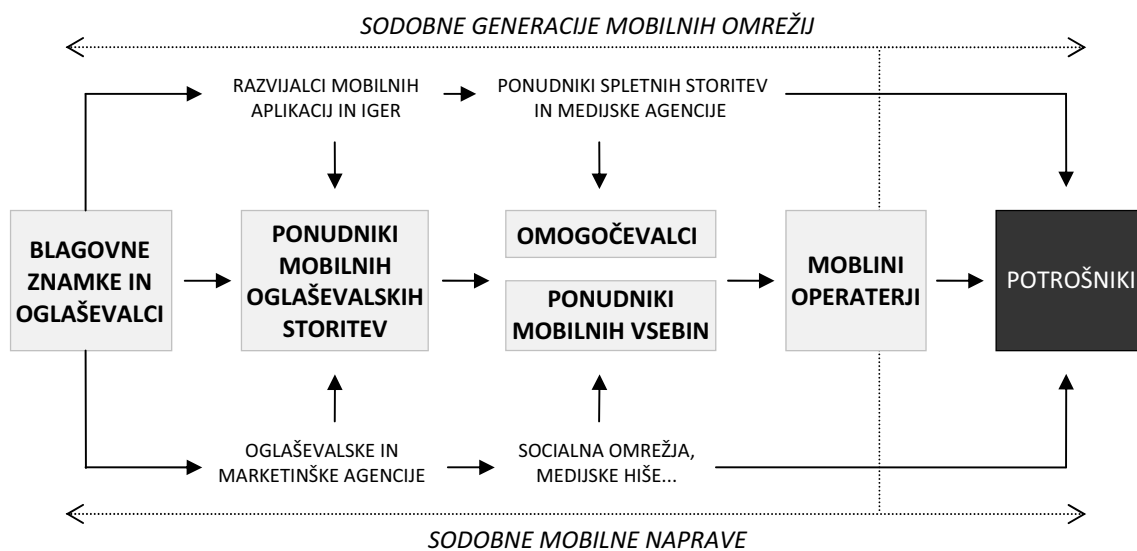 SODOBNE GENERACIJE MOBILNIH OMREŽIJ
RAZVIJALCI MOBILNIH
APLIKACIJ IN IGER
PONUDNIKI SPLETNIH STORITEV
IN MEDIJSKE AGENCIJE
BLAGOVNE
ZNAMKE IN
OGLAŠEVALCI
PONUDNIKI
MOBILNIH
OGLAŠEVALSKIH
STORITEV
OMOGOČEVALCI
PONUDNIKI
MOBILNIH VSEBIN
MOBLINI
OPERATERJI
POTROŠNIKI
OGLAŠEVALSKE IN
MARKETINŠKE AGENCIJE
SOCIALNA OMREŽJA,
MEDIJSKE HIŠE...
SODOBNE MOBILNE NAPRAVE